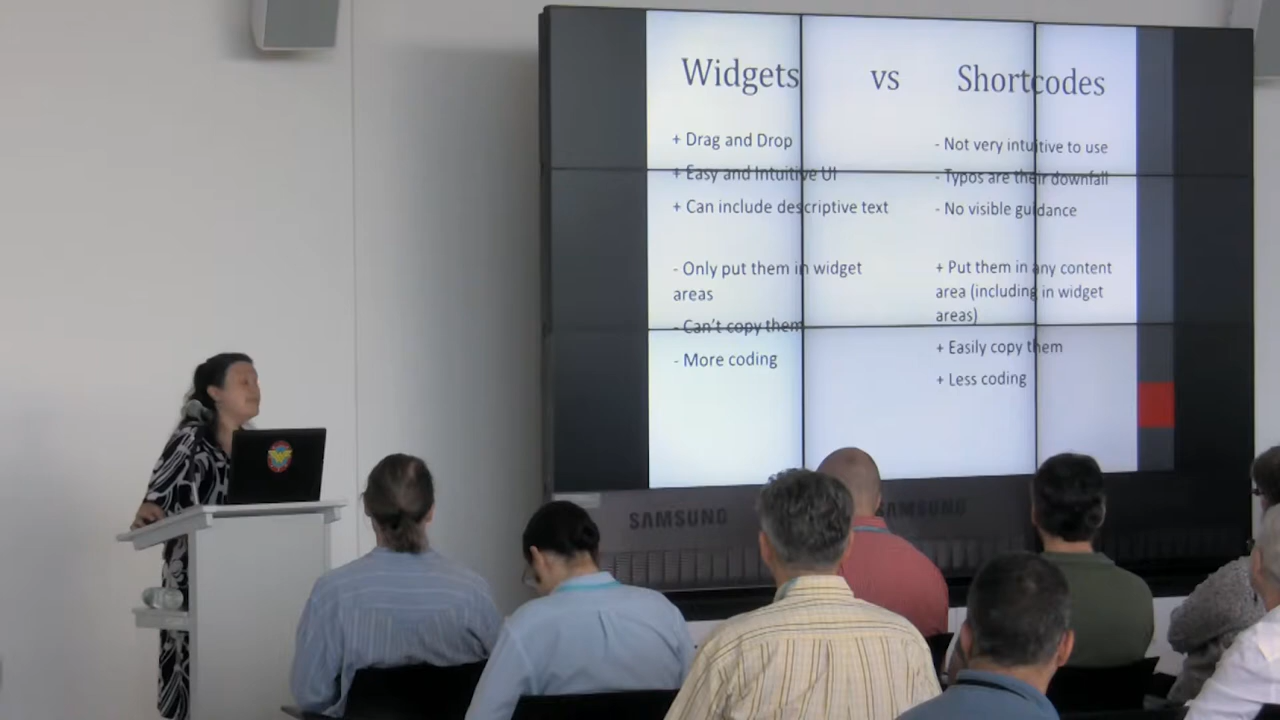 Widgets vs Shortcodes
+ Drag and Drop
+ Easy and Intuitive UI
+ Can include descriptive text
- Only put them in widget
areas
- Can't copy them
- More coding
- Not very intuitive to use
- Typos are their downfall
- No visible guidance
+ Put them in any content
area (including in widget
areas)
+ Easily copy them
+ Less coding
SAMSUNG
SAMSUNG